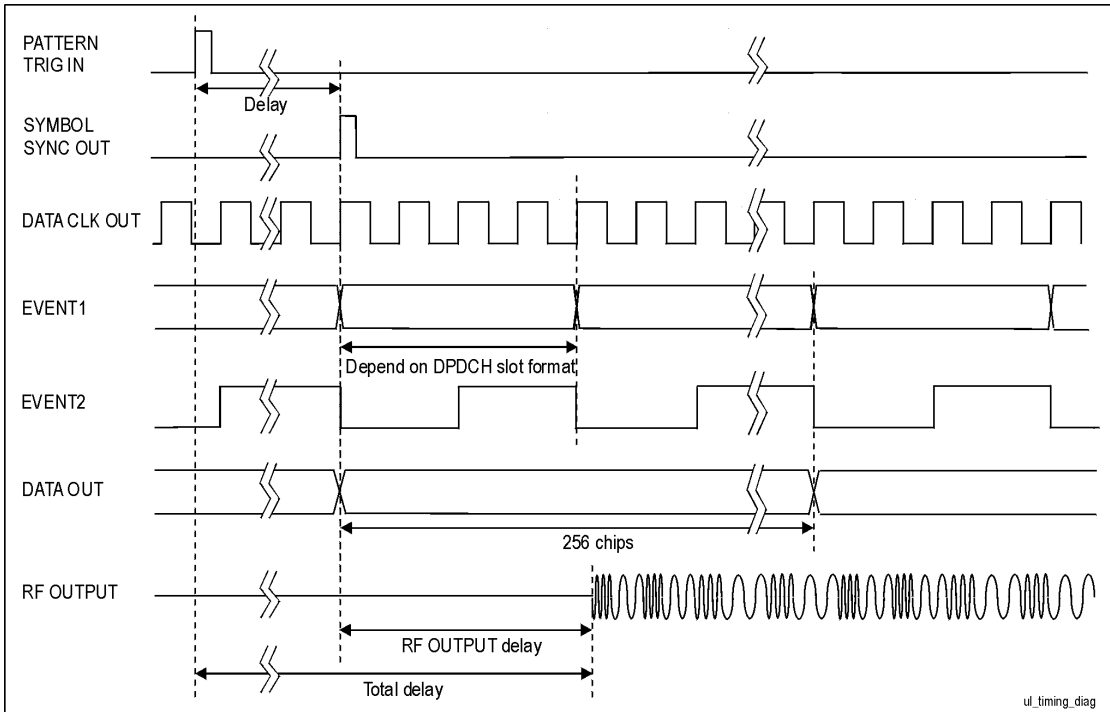 PATTERN
TRIG IN
Delay
SYMBOL
SYNC OUT
DATA CLK OUT
EVENT1
Depend on DPDCH slot format
EVENT2
DATA OUT
256 chips
RF OUTPUT
RF OUTPUT delay
Total delay
ul_timing_diag